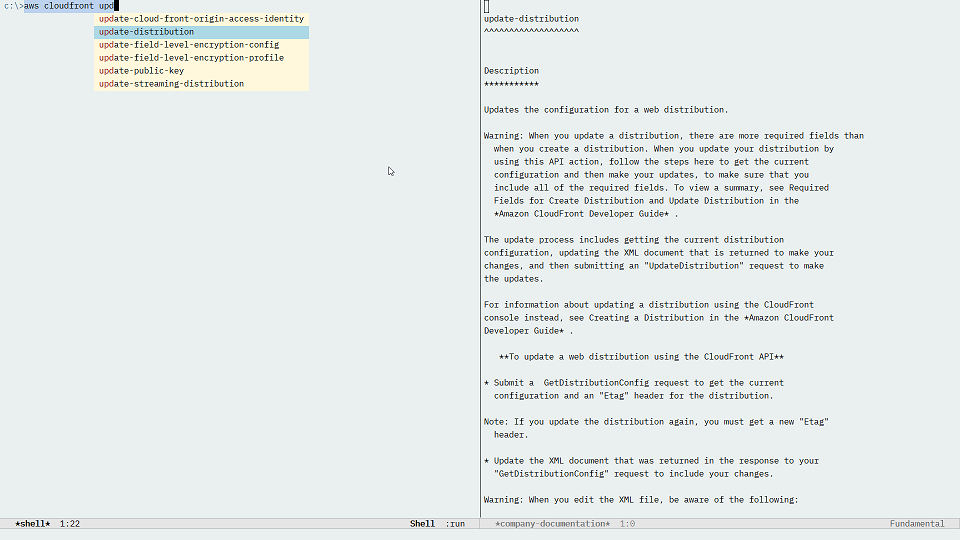 c:\>aws cloudfront upd
update-cloud-front-origin-access-identity
update-distribution
update-field-level-encryption-config
update-field-level-encryption-profile
update-public-key
update-streaming-distribution
update-distribution
^^^^^^^^^^^^^^^^^^^
Description
***********
Updates the configuration for a web distribution.
Warning: When you update a distribution, there are more required fields than
when you create a distribution. When you update your distribution by
using this API action, follow the steps here to get the current
configuration and then make your updates, to make sure that you
include all of the required fields. To view a summary, see Required
Fields for Create Distribution and Update Distribution in the
*Amazon CloudFront Developer Guide* .
The update process includes getting the current distribution
configuration, updating the XML document that is returned to make your
changes, and then submitting an "UpdateDistribution" request to make
the updates.
For information about updating a distribution using the CloudFront
console instead, see Creating a Distribution in the *Amazon CloudFront
Developer Guide* .
**To update a web distribution using the CloudFront API**
* Submit a  GetDistributionConfig request to get the current
configuration and an "Etag" header for the distribution.
Note: If you update the distribution again, you must get a new "Etag"
header.
* Update the XML document that was returned in the response to your
"GetDistributionConfig" request to include your changes.
Warning: When you edit the XML file, be aware of the following:
*shell*  1:22  Shell  :run
*company-documentation*  1:0  Fundamental